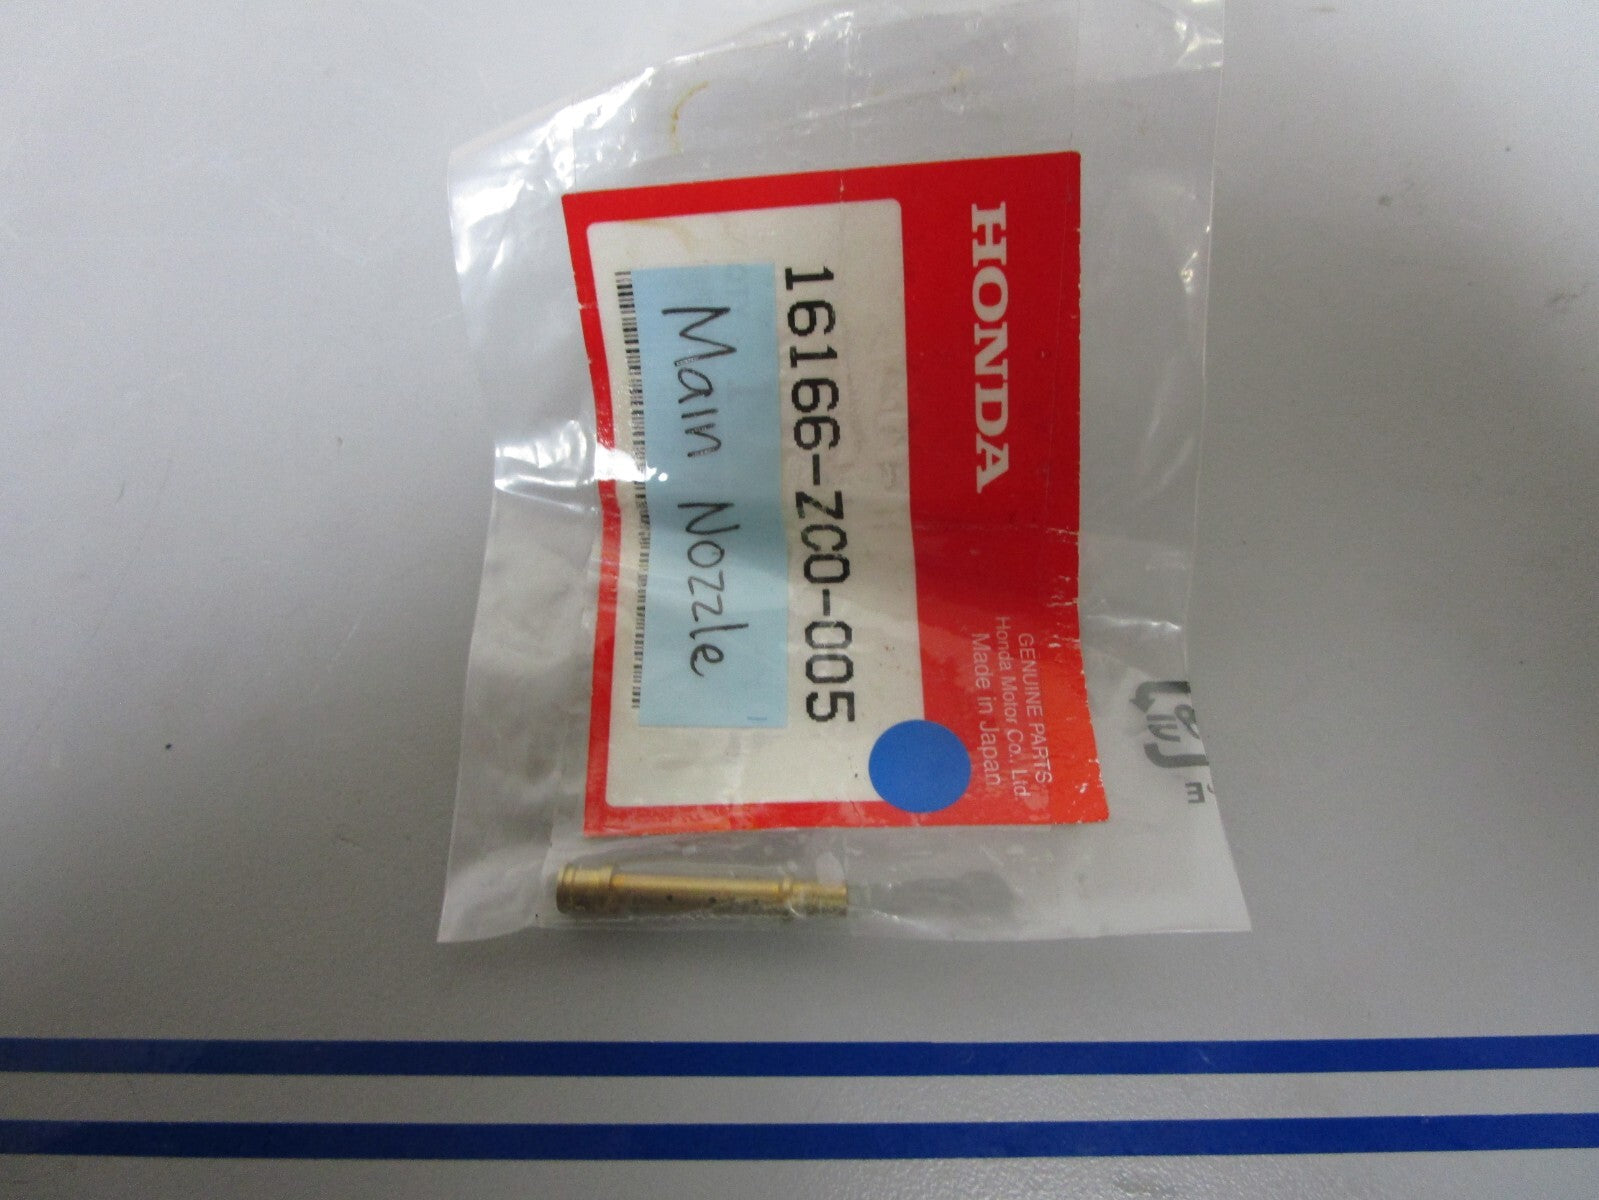 HONDA
GENUINE PARTS
Honda Motor Co., Ltd.
Made in Japan
16166-ZC0-005
Main Nozzle